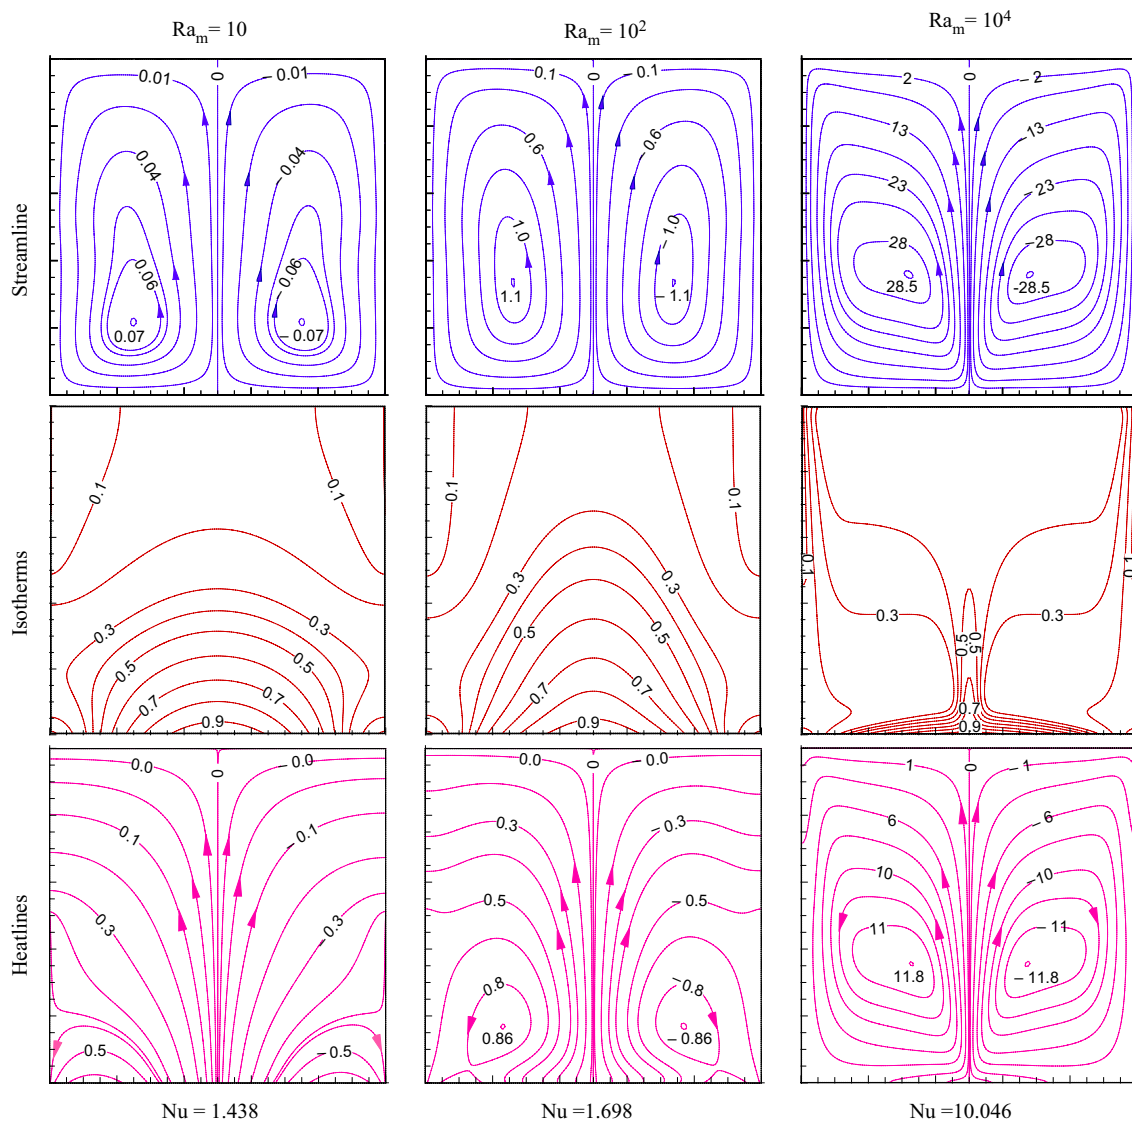 Ra_m= 10
Ra_m= 10²
Ra_m= 10⁴
Streamline
0.01 0 – 0.01
0.04 – 0.04
0.06 – 0.06
0.07 – 0.07
0.1 0 – 0.1
0.6 – 0.6
1.0 – 1.0
1.1 – 1.1
2 0 – 2
13 –13
23 –23
28 –28
28.5 -28.5
Isotherms
0.1 0.1
0.3 0.3
0.5 0.5
0.7 0.7
0.9
0.1 0.1
0.3 0.3
0.5 0.5
0.7 0.7
0.9
1.0 0.1
0.3 0.3
0.5 0.5
0.7
0.9
Heatlines
0.0 0 – 0.0
0.1 – 0.1
0.3 – 0.3
0.5 – 0.5
0.0 0 – 0.0
0.3 – 0.3
0.5 – 0.5
0.8 –0.8
0.86 – 0.86
1 0 – 1
6 – 6
10 –10
11 – 11
11.8 – 11.8
Nu = 1.438
Nu =1.698
Nu =10.046